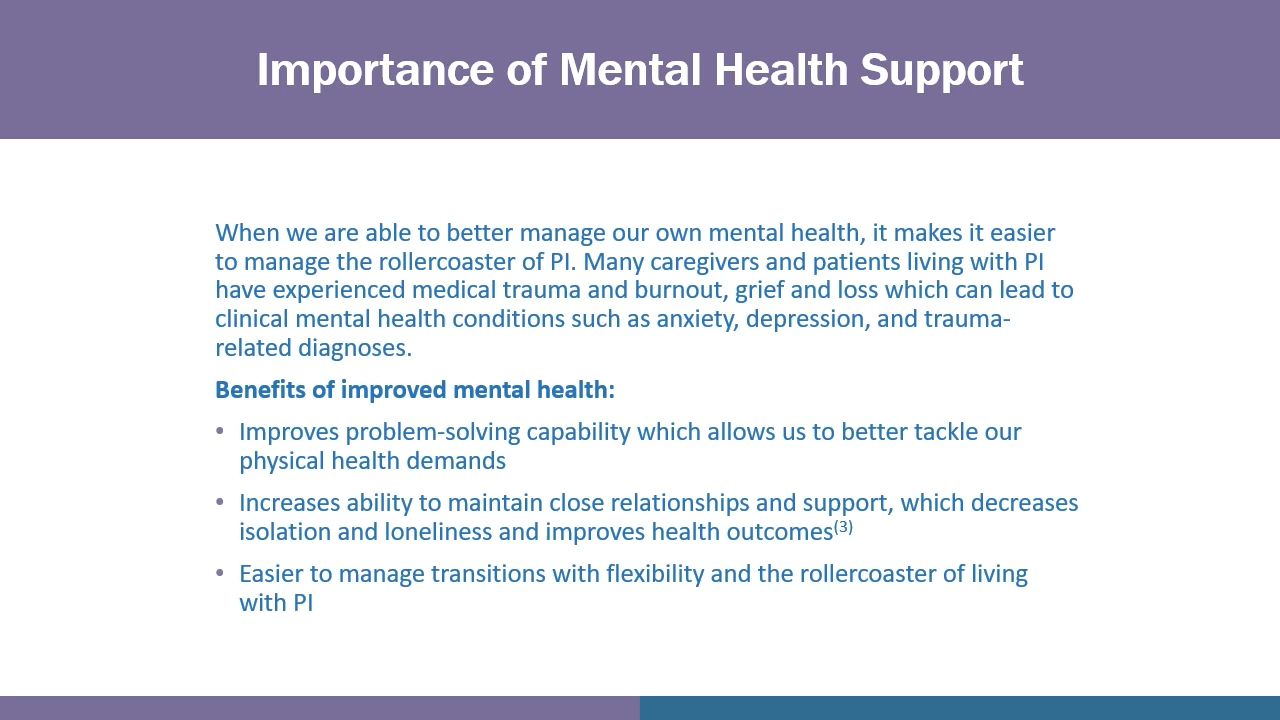 Importance of Mental Health Support
When we are able to better manage our own mental health, it makes it easier
to manage the rollercoaster of PI. Many caregivers and patients living with PI
have experienced medical trauma and burnout, grief and loss which can lead to
clinical mental health conditions such as anxiety, depression, and trauma-
related diagnoses.
Benefits of improved mental health:
• Improves problem-solving capability which allows us to better tackle our
physical health demands
• Increases ability to maintain close relationships and support, which decreases
isolation and loneliness and improves health outcomes(3)
• Easier to manage transitions with flexibility and the rollercoaster of living
with PI